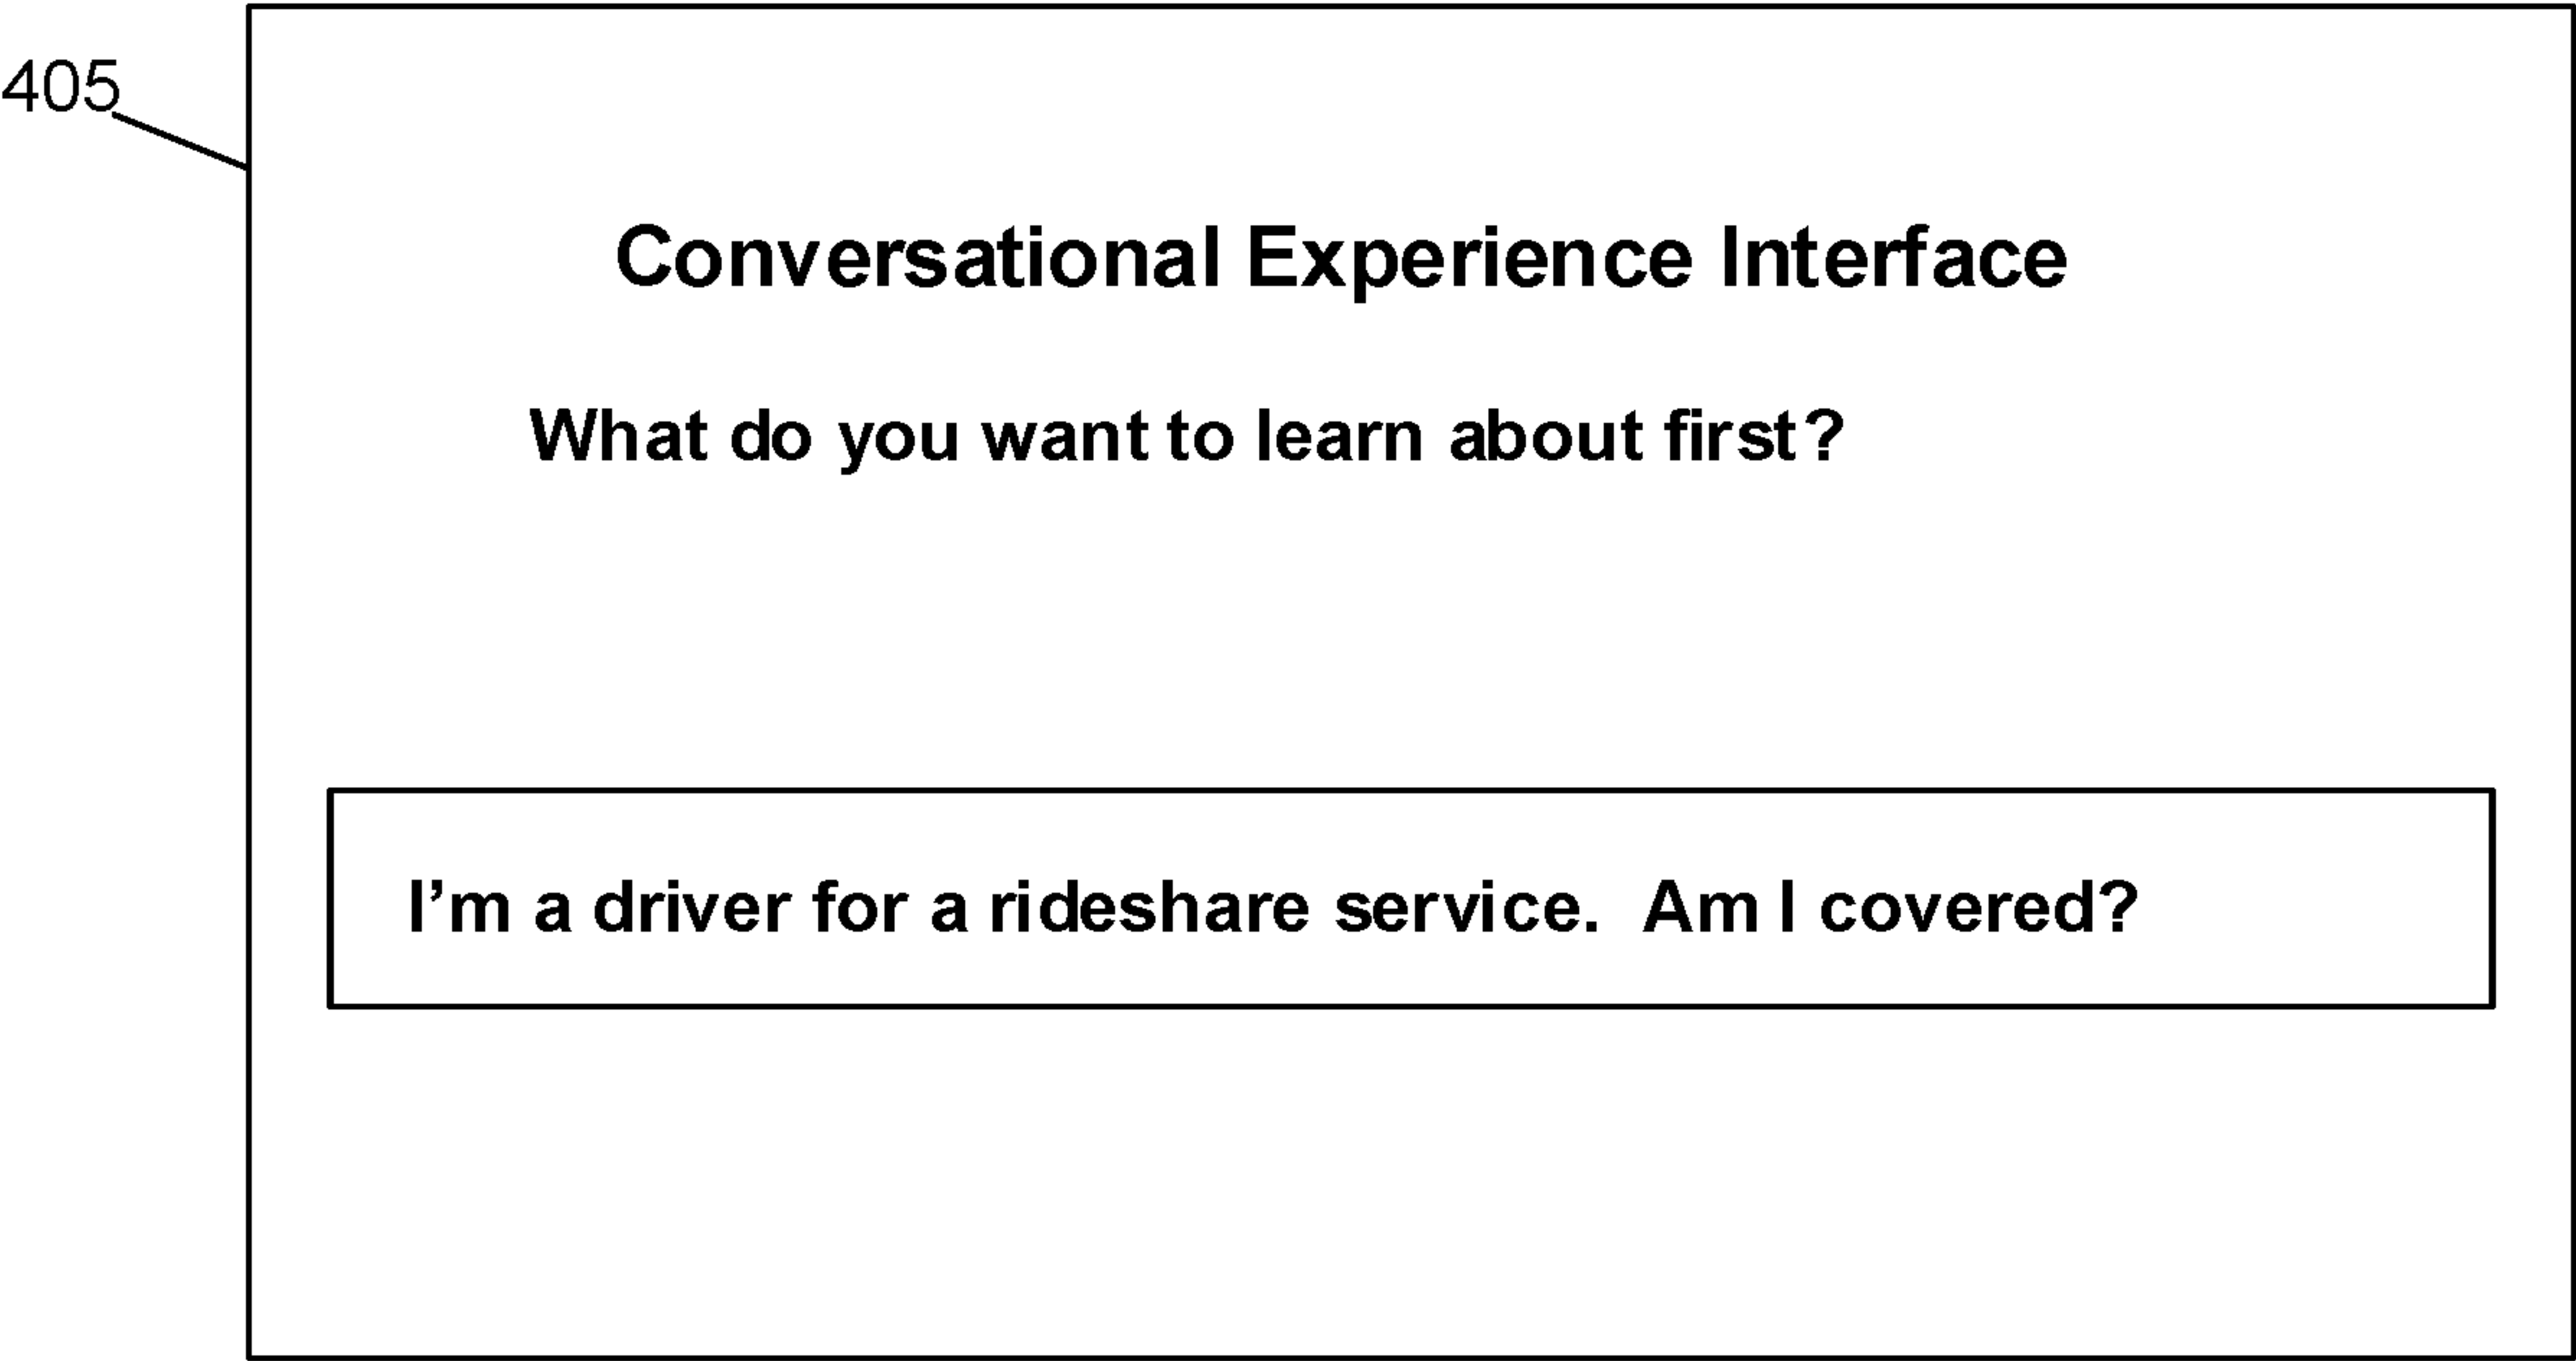 405
Conversational Experience Interface
What do you want to learn about first?
I’m a driver for a rideshare service.  Am I covered?